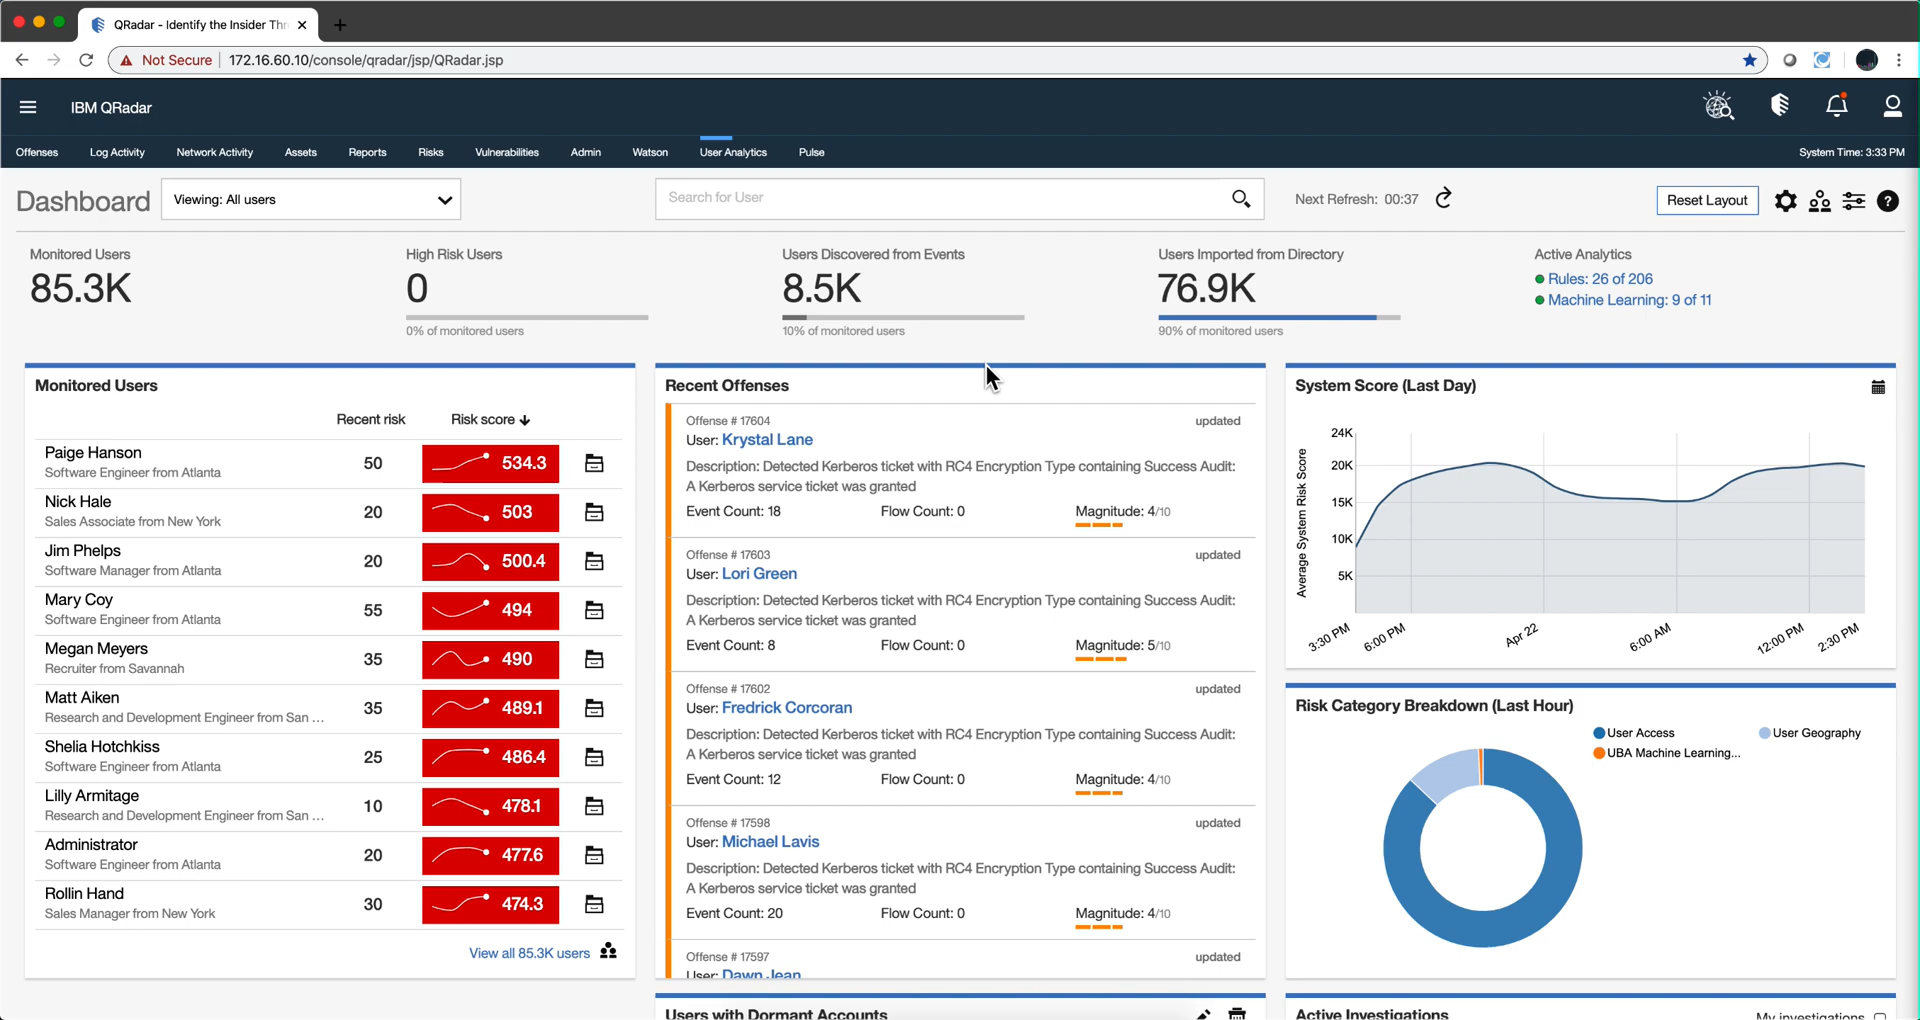 QRadar - Identify the Insider Thr
Not Secure
172.16.60.10/console/qradar/jsp/QRadar.jsp
IBM QRadar
Offenses Log Activity Network Activity Assets Reports Risks Vulnerabilities Admin Watson User Analytics Pulse System Time: 3:33 PM
Dashboard
Viewing: All users
Search for User
Next Refresh: 00:37
Reset Layout
?
Monitored Users
85.3K
High Risk Users
0
0% of monitored users
Users Discovered from Events
8.5K
10% of monitored users
Users Imported from Directory
76.9K
90% of monitored users
Active Analytics
Rules: 26 of 206
Machine Learning: 9 of 11
Monitored Users
Recent risk Risk score
Paige Hanson
Software Engineer from Atlanta
50 534.3
Nick Hale
Sales Associate from New York
20 503
Jim Phelps
Software Manager from Atlanta
20 500.4
Mary Coy
Software Engineer from Atlanta
55 494
Megan Meyers
Recruiter from Savannah
35 490
Matt Aiken
Research and Development Engineer from San ...
35 489.1
Shelia Hotchkiss
Software Engineer from Atlanta
25 486.4
Lilly Armitage
Research and Development Engineer from San ...
10 478.1
Administrator
Software Engineer from Atlanta
20 477.6
Rollin Hand
Sales Manager from New York
30 474.3
View all 85.3K users
Recent Offenses
Offense # 17604 updated
User: Krystal Lane
Description: Detected Kerberos ticket with RC4 Encryption Type containing Success Audit:
A Kerberos service ticket was granted
Event Count: 18 Flow Count: 0 Magnitude: 4/10
Offense # 17603 updated
User: Lori Green
Description: Detected Kerberos ticket with RC4 Encryption Type containing Success Audit:
A Kerberos service ticket was granted
Event Count: 8 Flow Count: 0 Magnitude: 5/10
Offense # 17602 updated
User: Fredrick Corcoran
Description: Detected Kerberos ticket with RC4 Encryption Type containing Success Audit:
A Kerberos service ticket was granted
Event Count: 12 Flow Count: 0 Magnitude: 4/10
Offense # 17598 updated
User: Michael Lavis
Description: Detected Kerberos ticket with RC4 Encryption Type containing Success Audit:
A Kerberos service ticket was granted
Event Count: 20 Flow Count: 0 Magnitude: 4/10
Offense # 17597 updated
User: Dawn Jean
Users with Dormant Accounts
System Score (Last Day)
Average System Risk Score
24K
20K
15K
10K
5K
3:30 PM 6:00 PM Apr 22 6:00 AM 12:00 PM 2:30 PM
Risk Category Breakdown (Last Hour)
User Access User Geography
UBA Machine Learning...
Active Investigations
My investigations